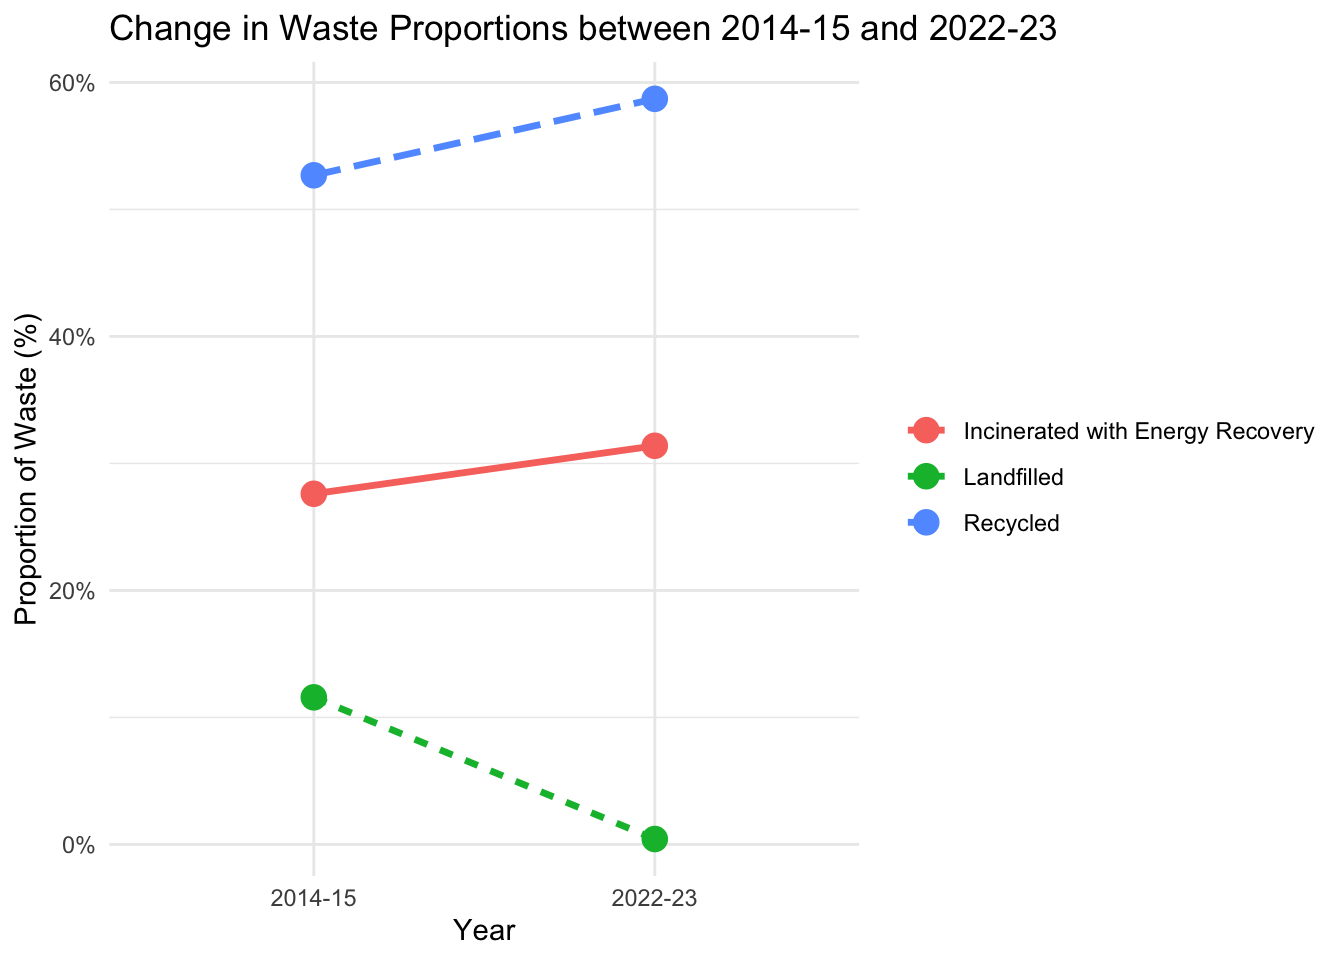 Change in Waste Proportions between 2014-15 and 2022-23
60%
40%
20%
0%
Proportion of Waste (%)
2014-15
2022-23
Year
Incinerated with Energy Recovery
Landfilled
Recycled